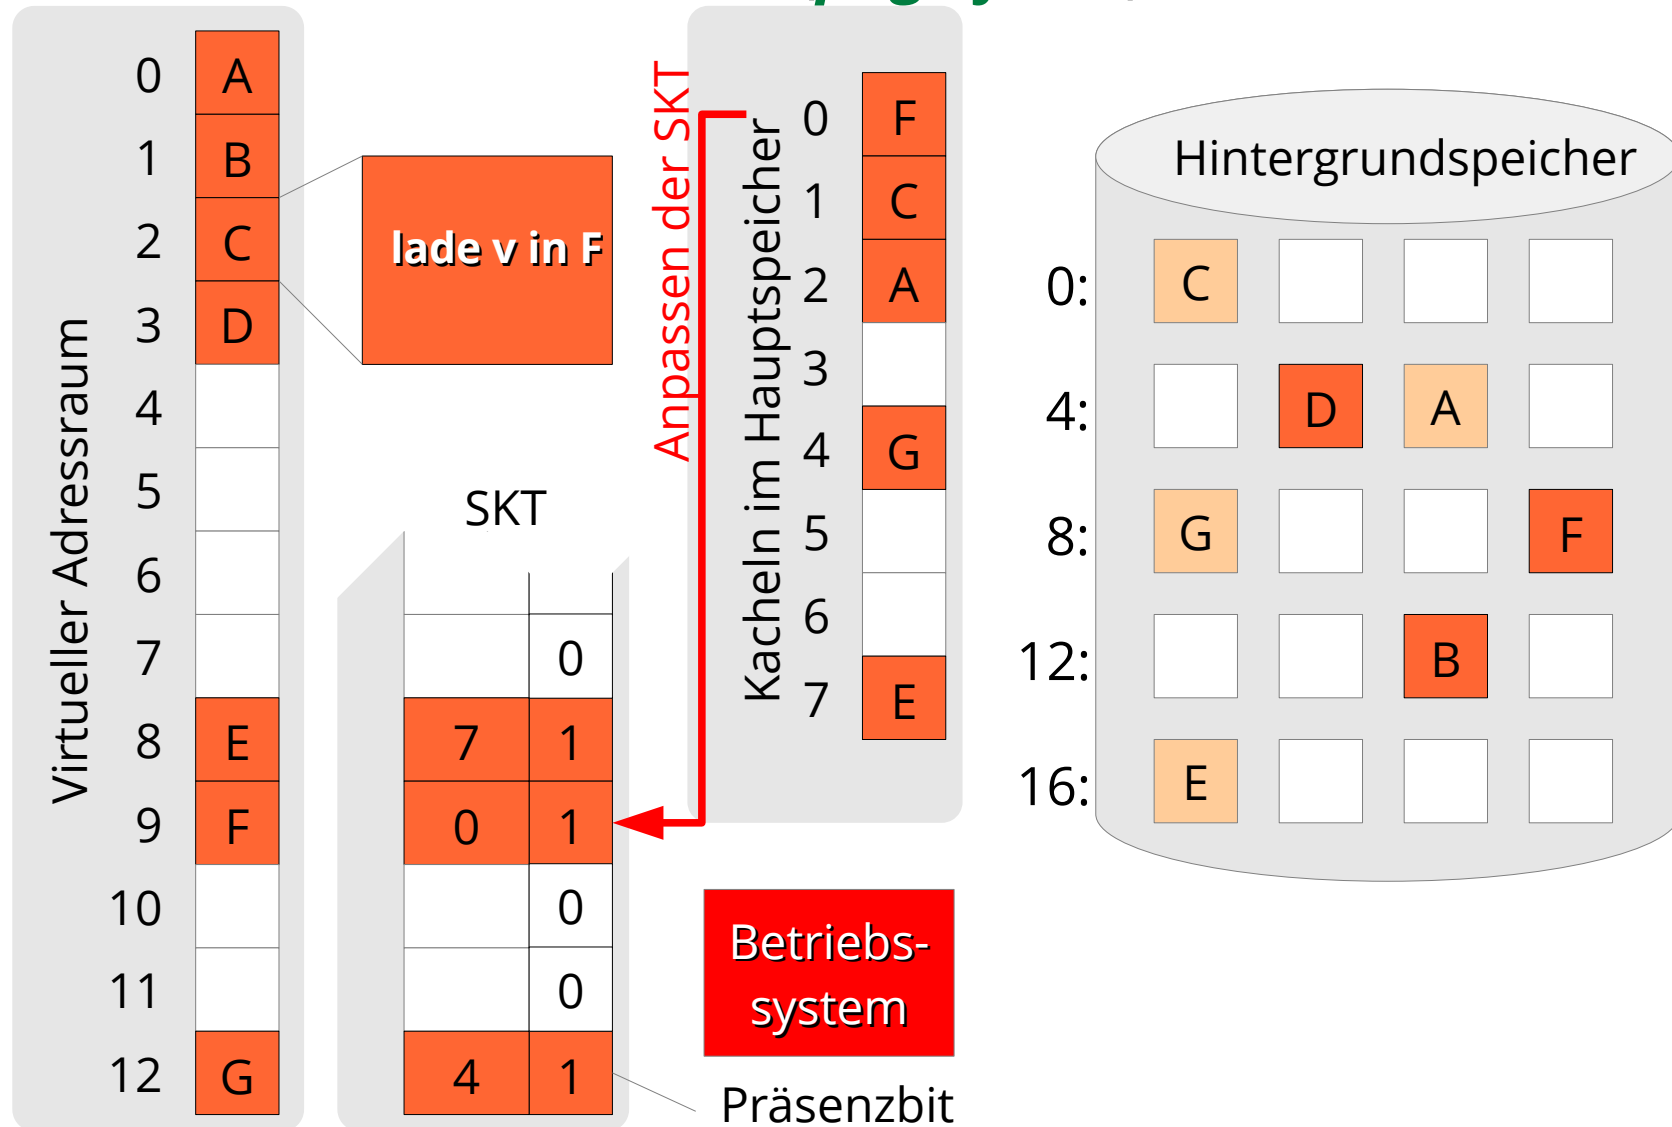 Virtueller Adressraum
0 A
1 B
2 C
3 D
4
5
6
7
8 E
9 F
10
11
12 G
lade v in F
SKT
0
7 1
0 1
0
0
4 1
Präsenzbit
Anpassen der SKT
Kacheln im Hauptspeicher
0 F
1 C
2 A
3
4 G
5
6
7 E
Betriebs-
system
Hintergrundspeicher
0: C
4: D A
8: G F
12: B
16: E